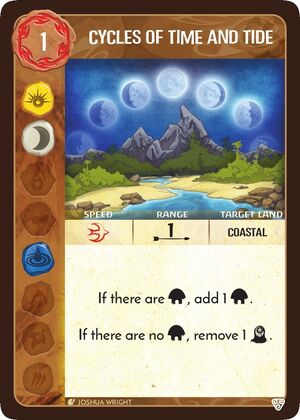 1
CYCLES OF TIME AND TIDE
SPEED RANGE TARGET LAND
1 COASTAL
If there are , add 1 .
If there are no , remove 1 .
JOSHUA WRIGHT